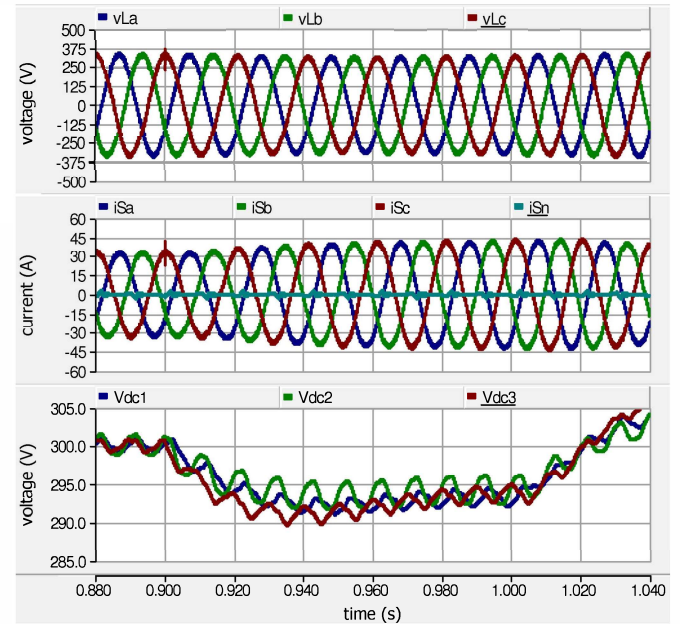 vLa vLb vLc
500
375
250
125
0
-125
-250
-375
-500
voltage (V)
iSa iSb iSc iSn
60
45
30
15
0
-15
-30
-45
-60
current (A)
Vdc1 Vdc2 Vdc3
305.0
300.0
295.0
290.0
285.0
voltage (V)
0.880 0.900 0.920 0.940 0.960 0.980 1.000 1.020 1.040
time (s)